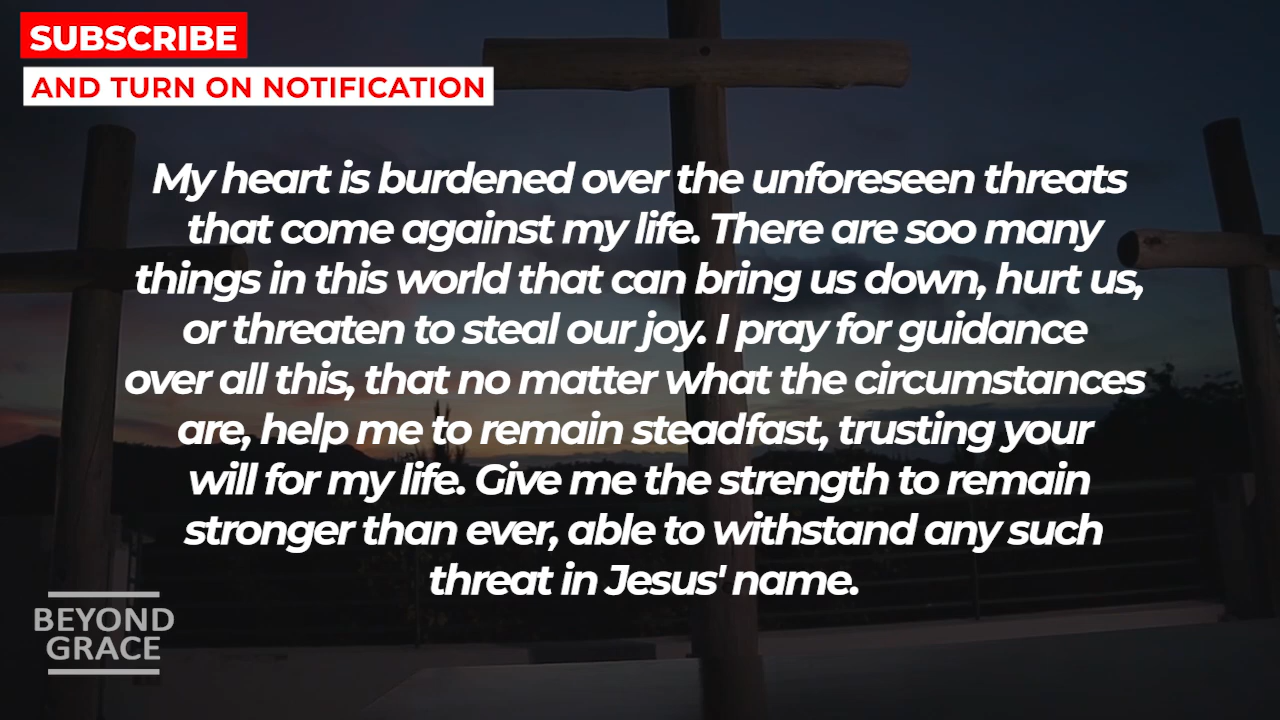 SUBSCRIBE
AND TURN ON NOTIFICATION
My heart is burdened over the unforeseen threats
that come against my life. There are soo many
things in this world that can bring us down, hurt us,
or threaten to steal our joy. I pray for guidance
over all this, that no matter what the circumstances
are, help me to remain steadfast, trusting your
will for my life. Give me the strength to remain
stronger than ever, able to withstand any such
threat in Jesus' name.
BEYOND
GRACE